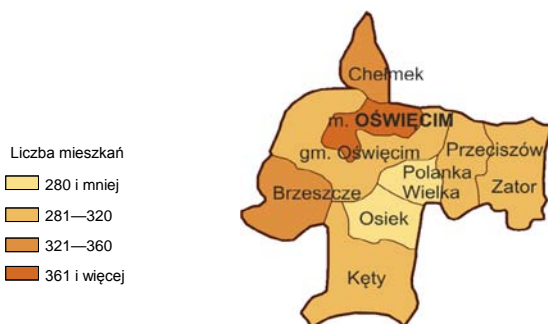 Liczba mieszkań
280 i mniej
281—320
321—360
361 i więcej
Chełmek
m. OŚWIĘCIM
gm. Oświęcim
Przeciszów
Polanka
Wielka
Zator
Brzeszcze
Osiek
Kęty